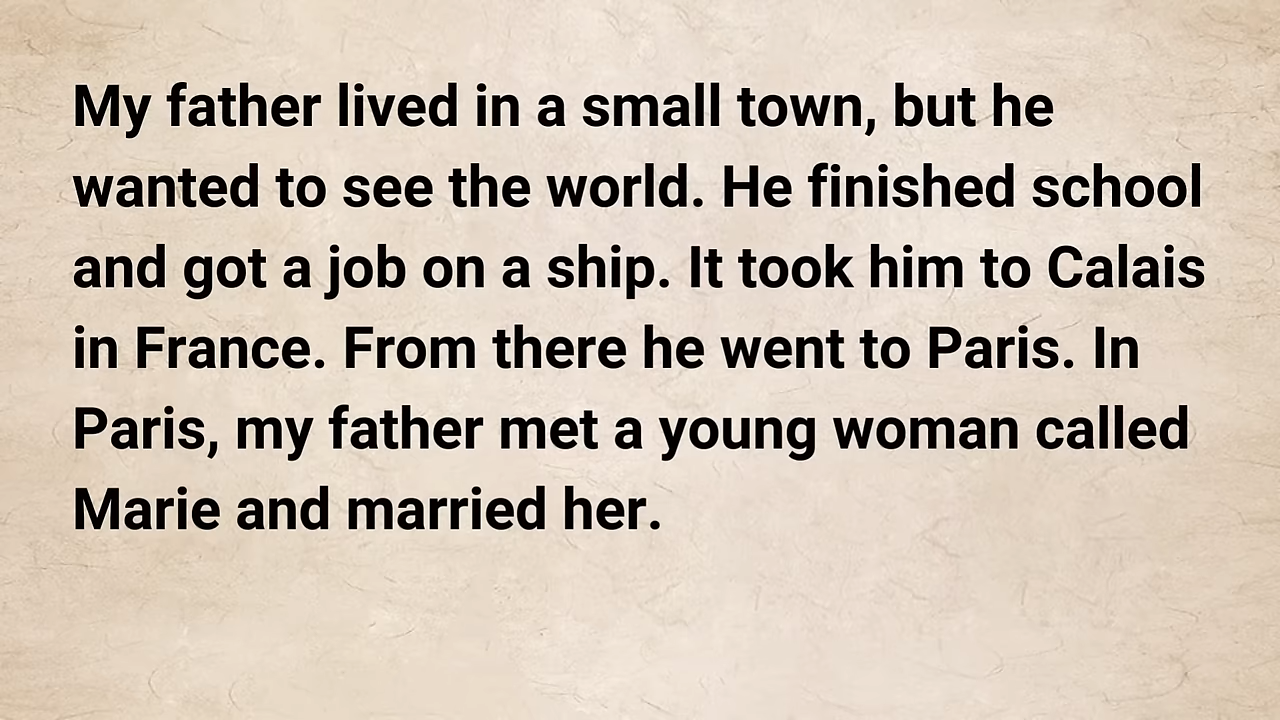 My father lived in a small town, but he
wanted to see the world. He finished school
and got a job on a ship. It took him to Calais
in France. From there he went to Paris. In
Paris, my father met a young woman called
Marie and married her.